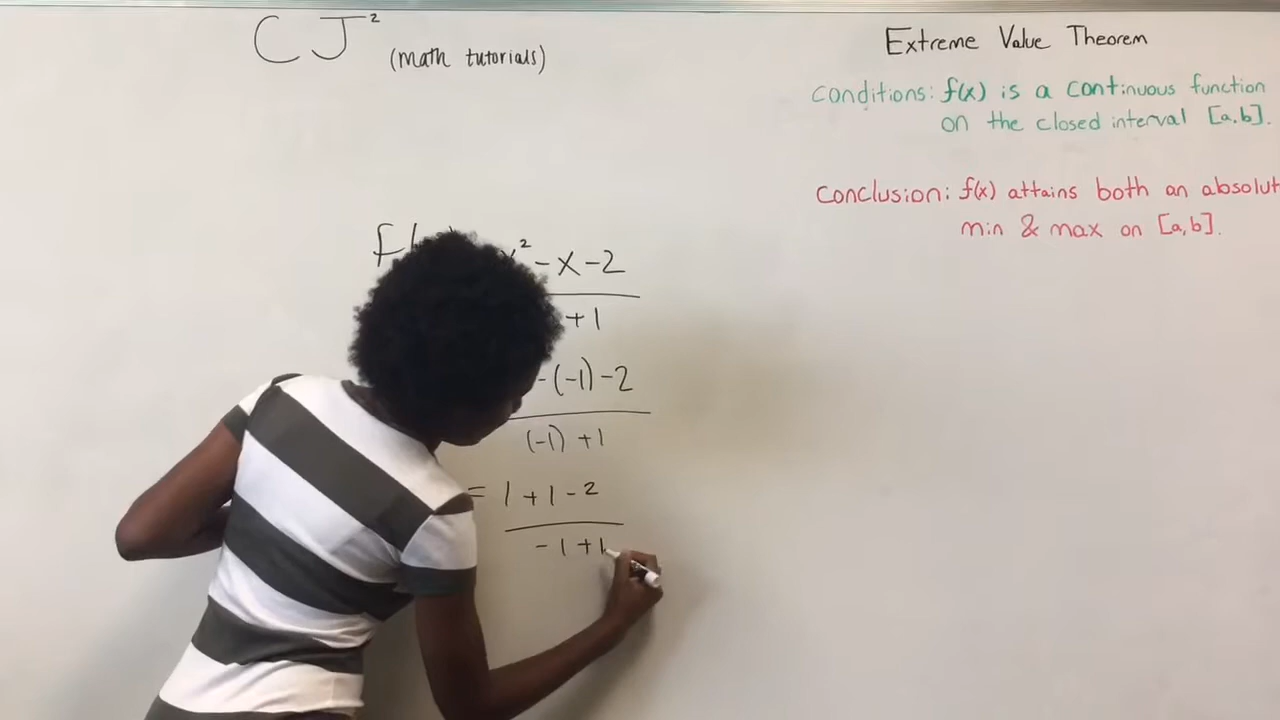 CJ²
(math tutorials)
Extreme Value Theorem
conditions: f(x) is a continuous function
on the closed interval [a,b].
conclusion: f(x) attains both an absolut
min & max on [a,b].
x² - x - 2
+ 1
-(-1) - 2
(-1) + 1
= 1 + 1 - 2
-1 + 1